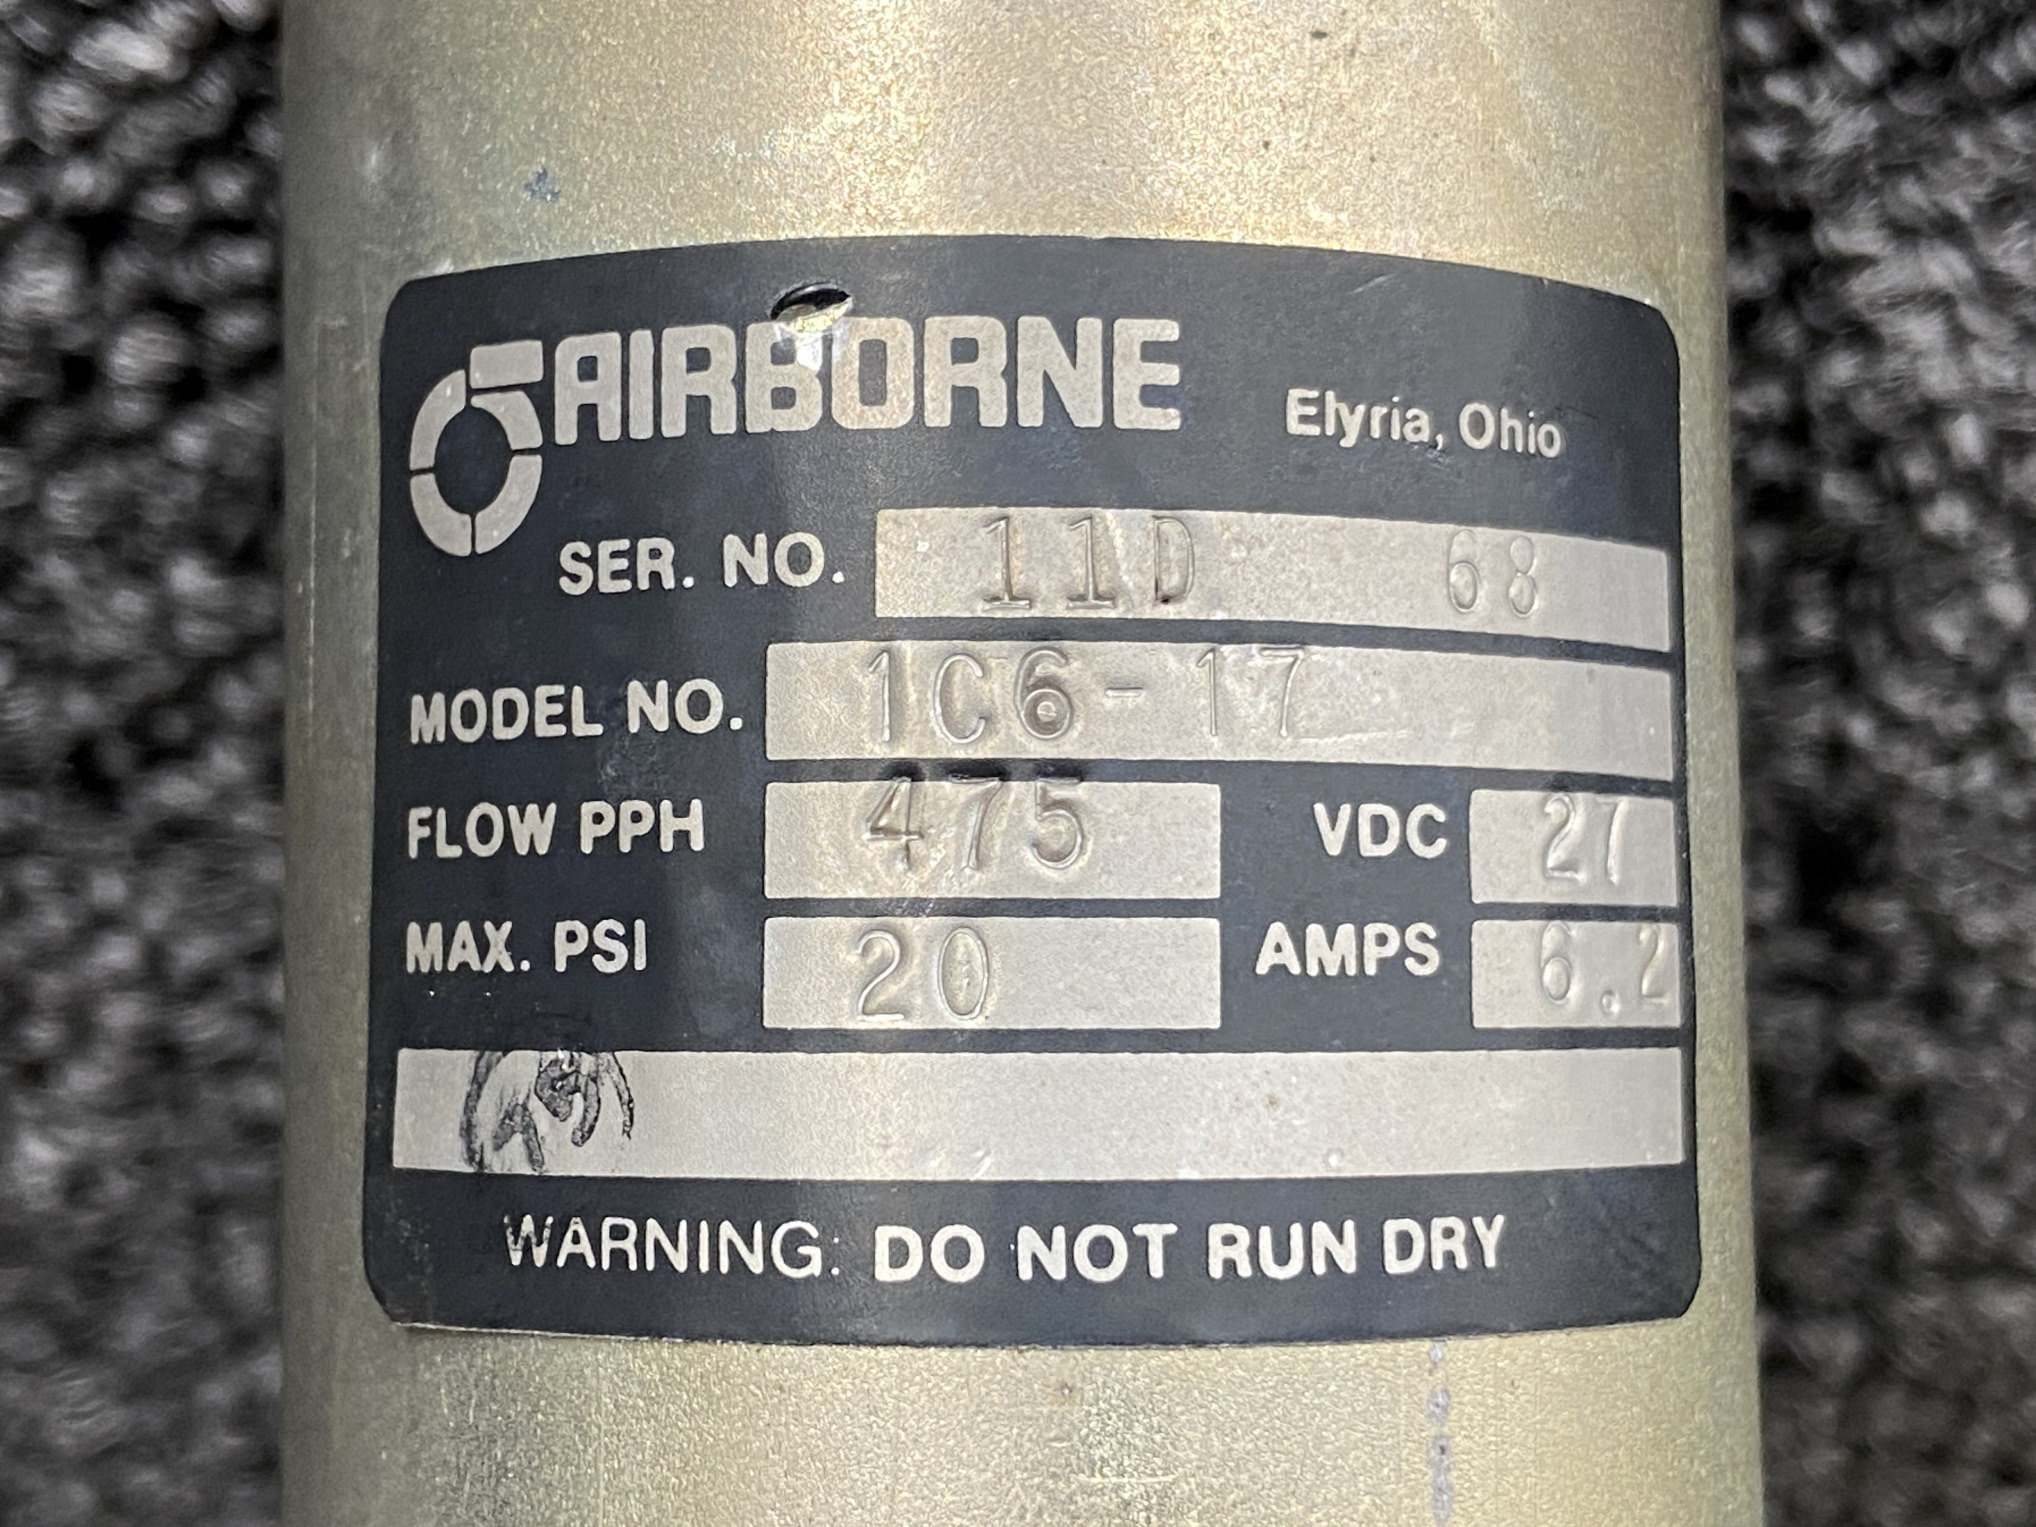 AIRBORNE Elyria, Ohio
SER. NO. 11D 68
MODEL NO. 1C6-17
FLOW PPH 475 VDC 27
MAX. PSI 20 AMPS 6.2
WARNING: DO NOT RUN DRY